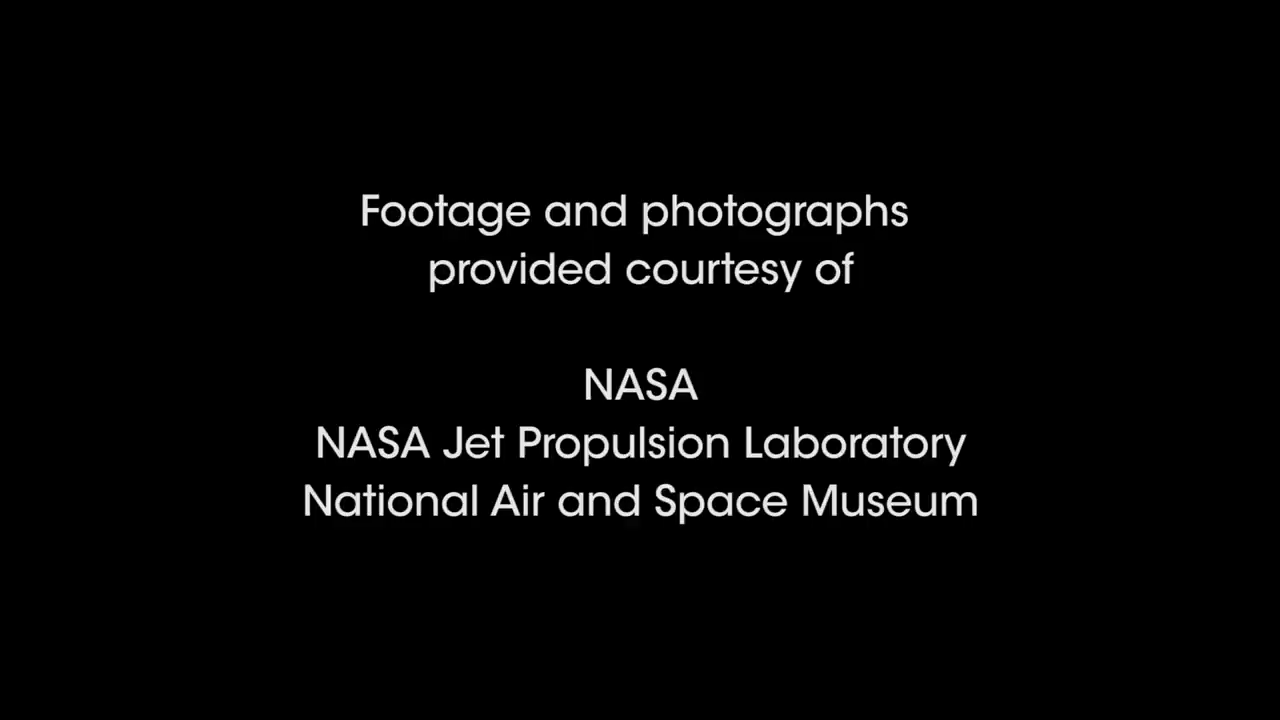 Footage and photographs
provided courtesy of
NASA
NASA Jet Propulsion Laboratory
National Air and Space Museum